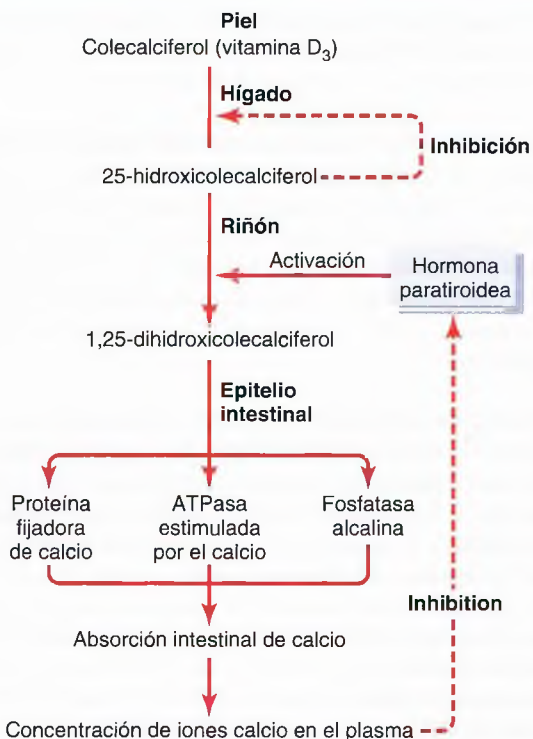 Piel
Colecalciferol (vitamina D3)
Hígado
Inhibición
25-hidroxicolecalciferol
Riñón
Activación
Hormona
paratiroidea
1,25-dihidroxicolecalciferol
Epitelio
intestinal
Proteína
fijadora
de calcio
ATPasa
estimulada
por el calcio
Fosfatasa
alcalina
Inhibition
Absorción intestinal de calcio
Concentración de iones calcio en el plasma